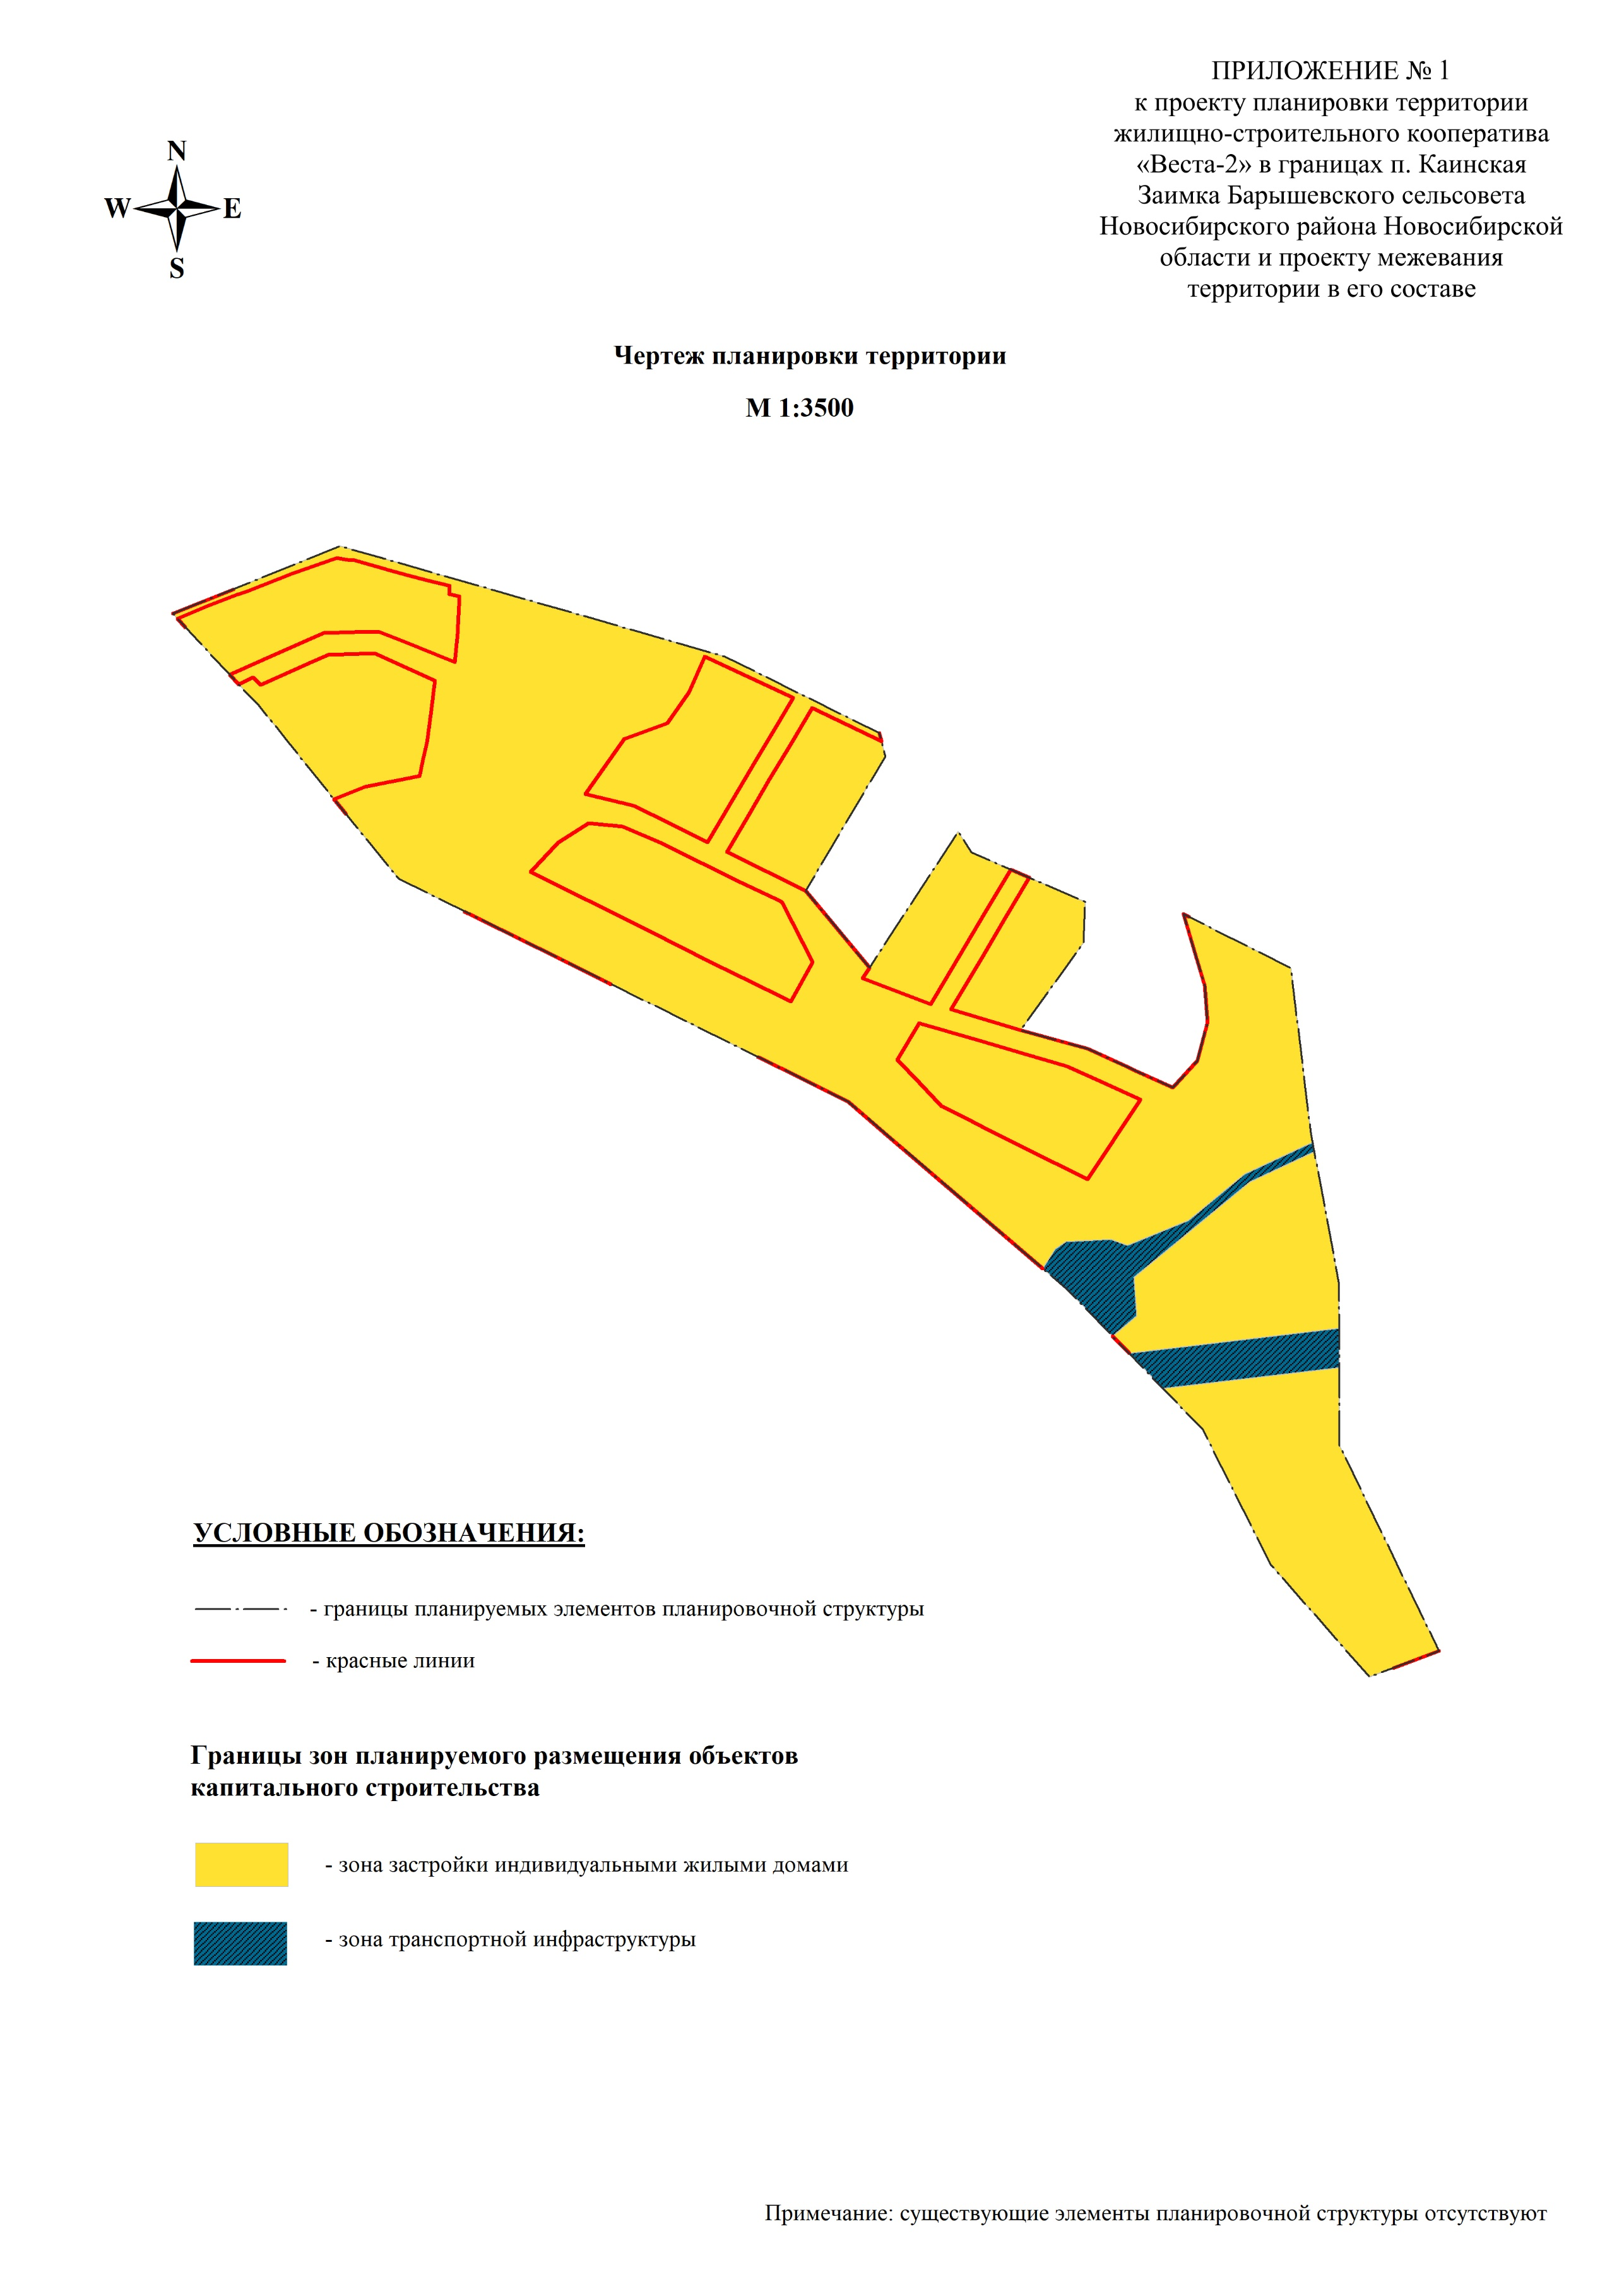 ПРИЛОЖЕНИЕ № 1
к проекту планировки территории
жилищно-строительного кооператива
«Веста-2» в границах п. Каинская
Заимка Барышевского сельсовета
Новосибирского района Новосибирской
области и проекту межевания
территории в его составе
N
W E
S
Чертеж планировки территории
М 1:3500
УСЛОВНЫЕ ОБОЗНАЧЕНИЯ:
- границы планируемых элементов планировочной структуры
- красные линии
Границы зон планируемого размещения объектов
капитального строительства
- зона застройки индивидуальными жилыми домами
- зона транспортной инфраструктуры
Примечание: существующие элементы планировочной структуры отсутствуют